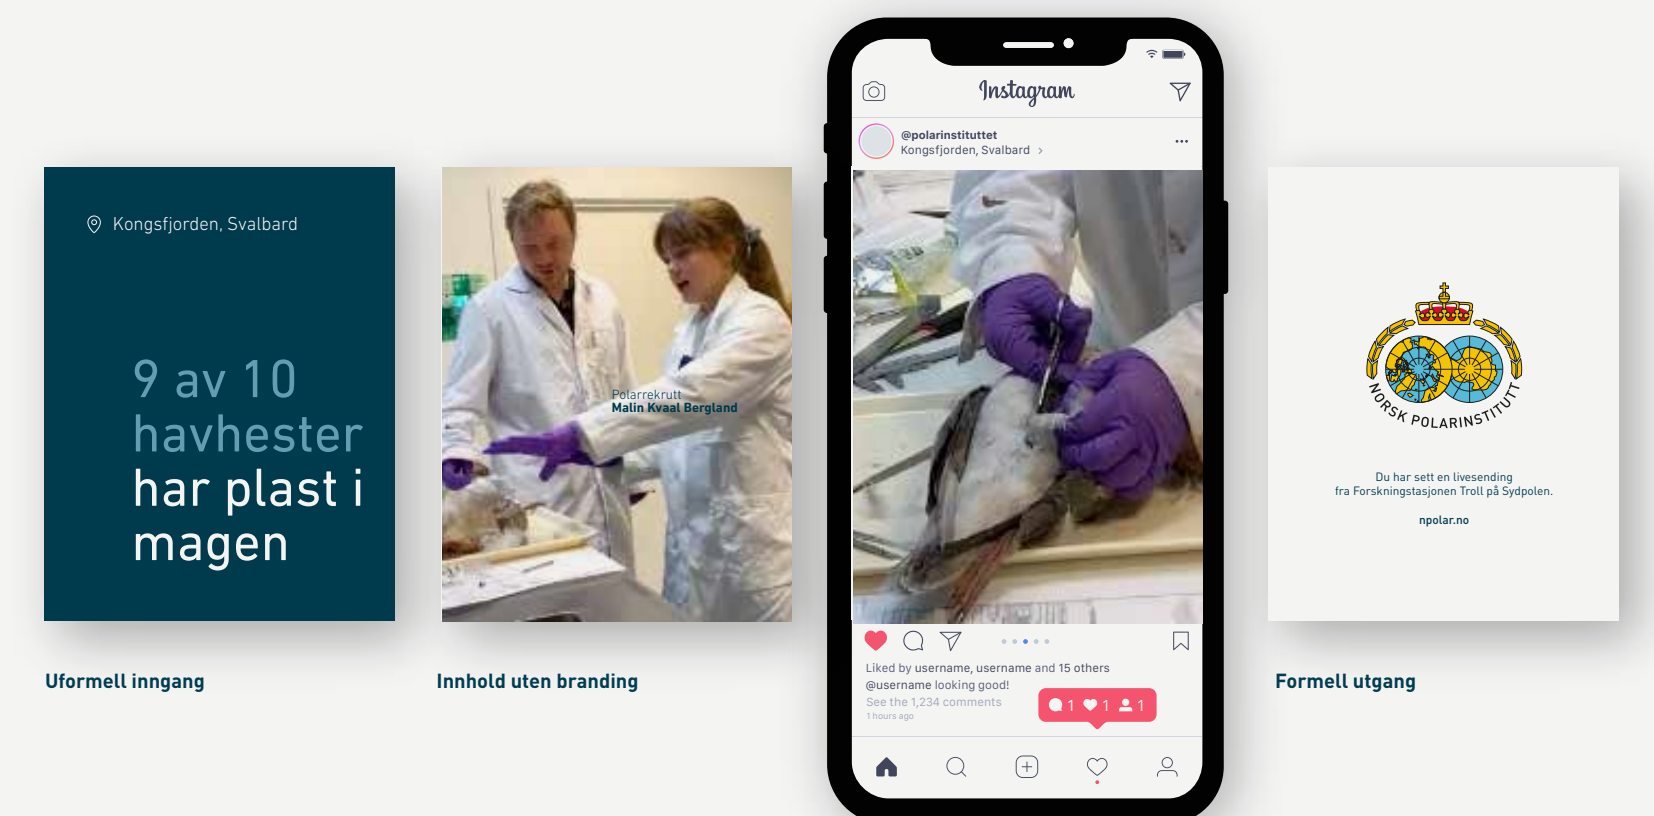 Kongsfjorden, Svalbard
9 av 10
havhester
har plast i
magen
Uformell inngang
Polarrekrutt
Malin Kvaal Bergland
Innhold uten branding
Instagram
@polarinstituttet
Kongsfjorden, Svalbard
Liked by username, username and 15 others
@username looking good!
See the 1,234 comments
1 hours ago
1 1 1
NORSK POLARINSTITUTT
Du har sett en livesending
fra Forskningstasjonen Troll på Sydpolen.
npolar.no
Formell utgang